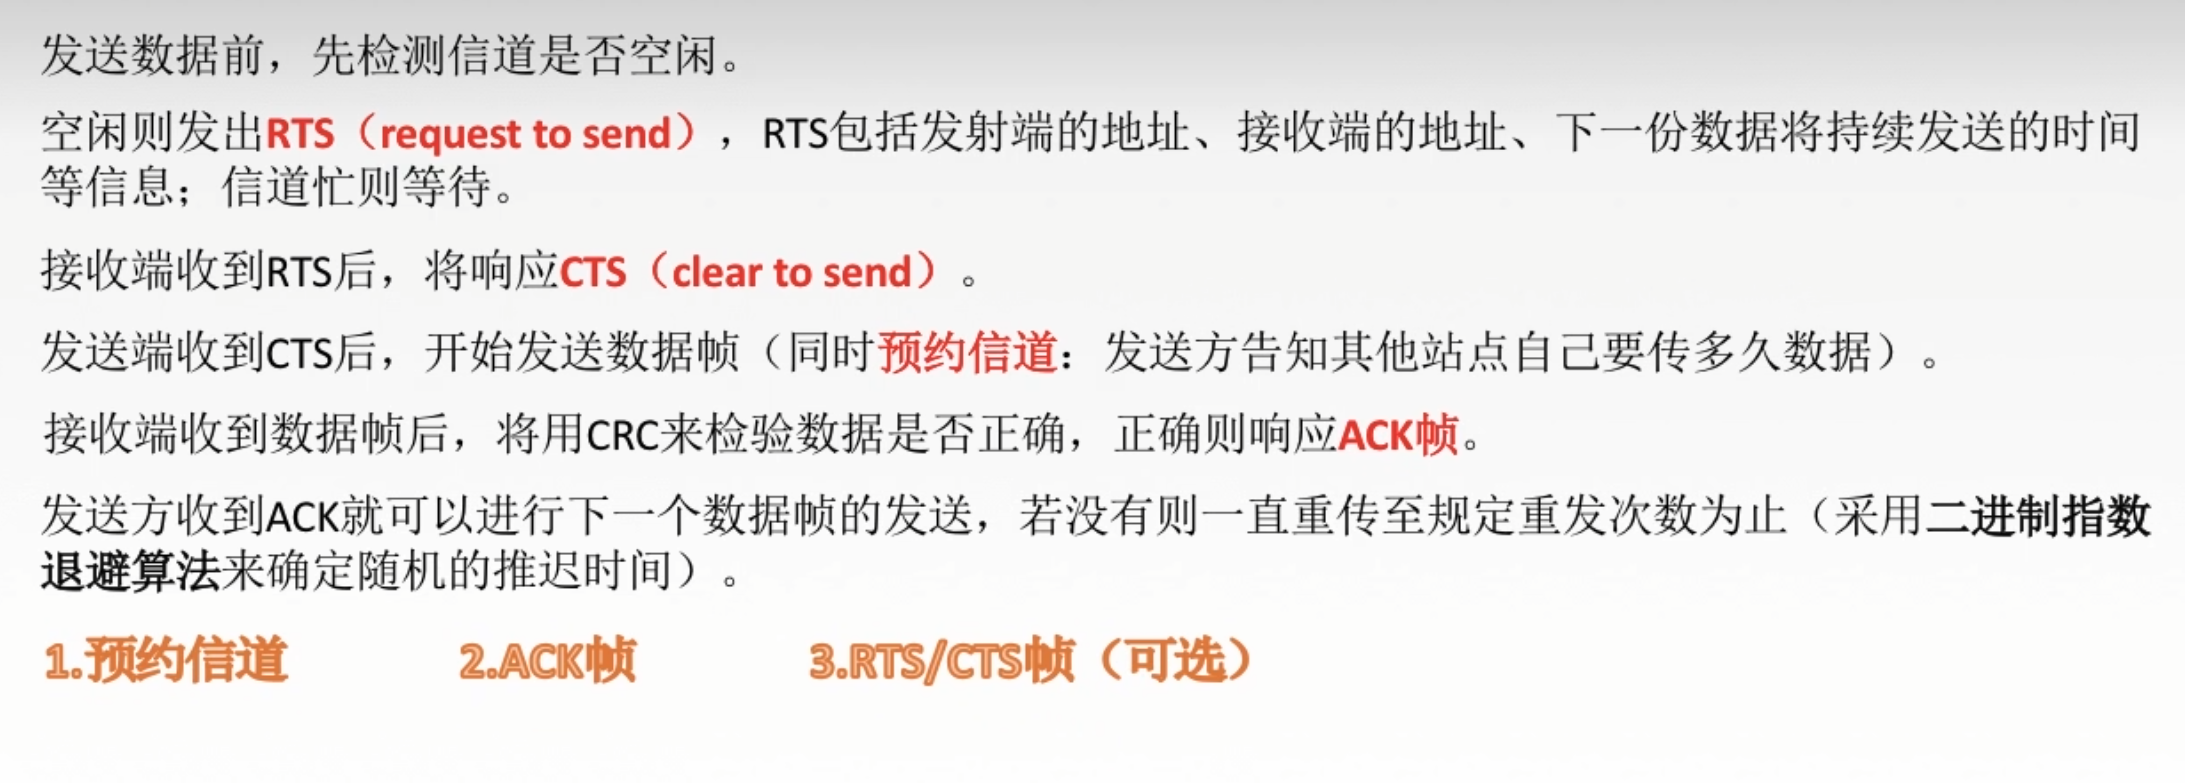 发送数据前，先检测信道是否空闲。
空闲则发出RTS（request to send），RTS包括发射端的地址、接收端的地址、下一份数据将持续发送的时间
等信息；信道忙则等待。
接收端收到RTS后，将响应CTS（clear to send）。
发送端收到CTS后，开始发送数据帧（同时预约信道：发送方告知其他站点自己要传多久数据）。
接收端收到数据帧后，将用CRC来检验数据是否正确，正确则响应ACK帧。
发送方收到ACK就可以进行下一个数据帧的发送，若没有则一直重传至规定重发次数为止（采用二进制指数
退避算法来确定随机的推迟时间）。
1.预约信道 2.ACK帧 3.RTS/CTS帧（可选）